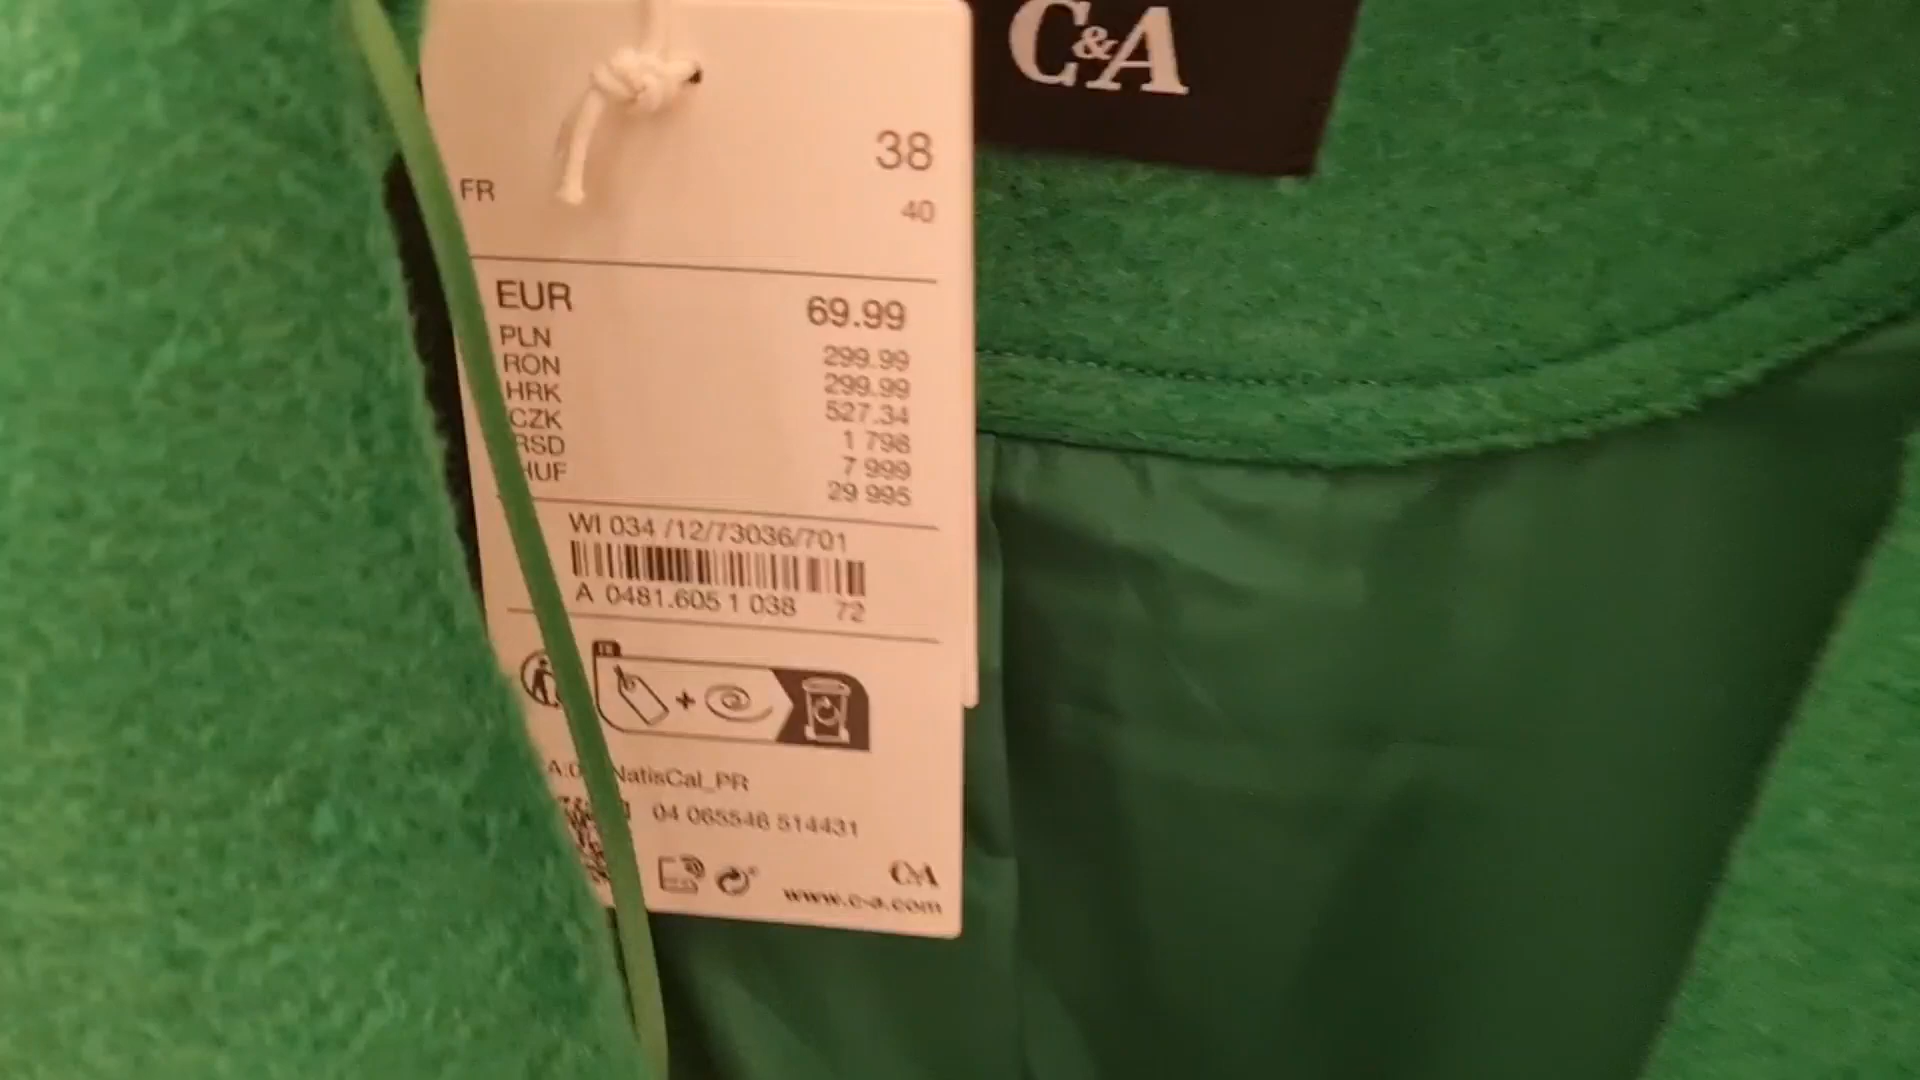 C&A
38
FR 40
EUR 69.99
PLN 299.99
RON 299.99
HRK 527.34
CZK 1 798
RSD 7 999
HUF 29 995
WI 034 /12/73036/701
A 0481.605 1 038 72
FR
+
NatisCal_PR
04 065546 514431
C&A
www.c-a.com